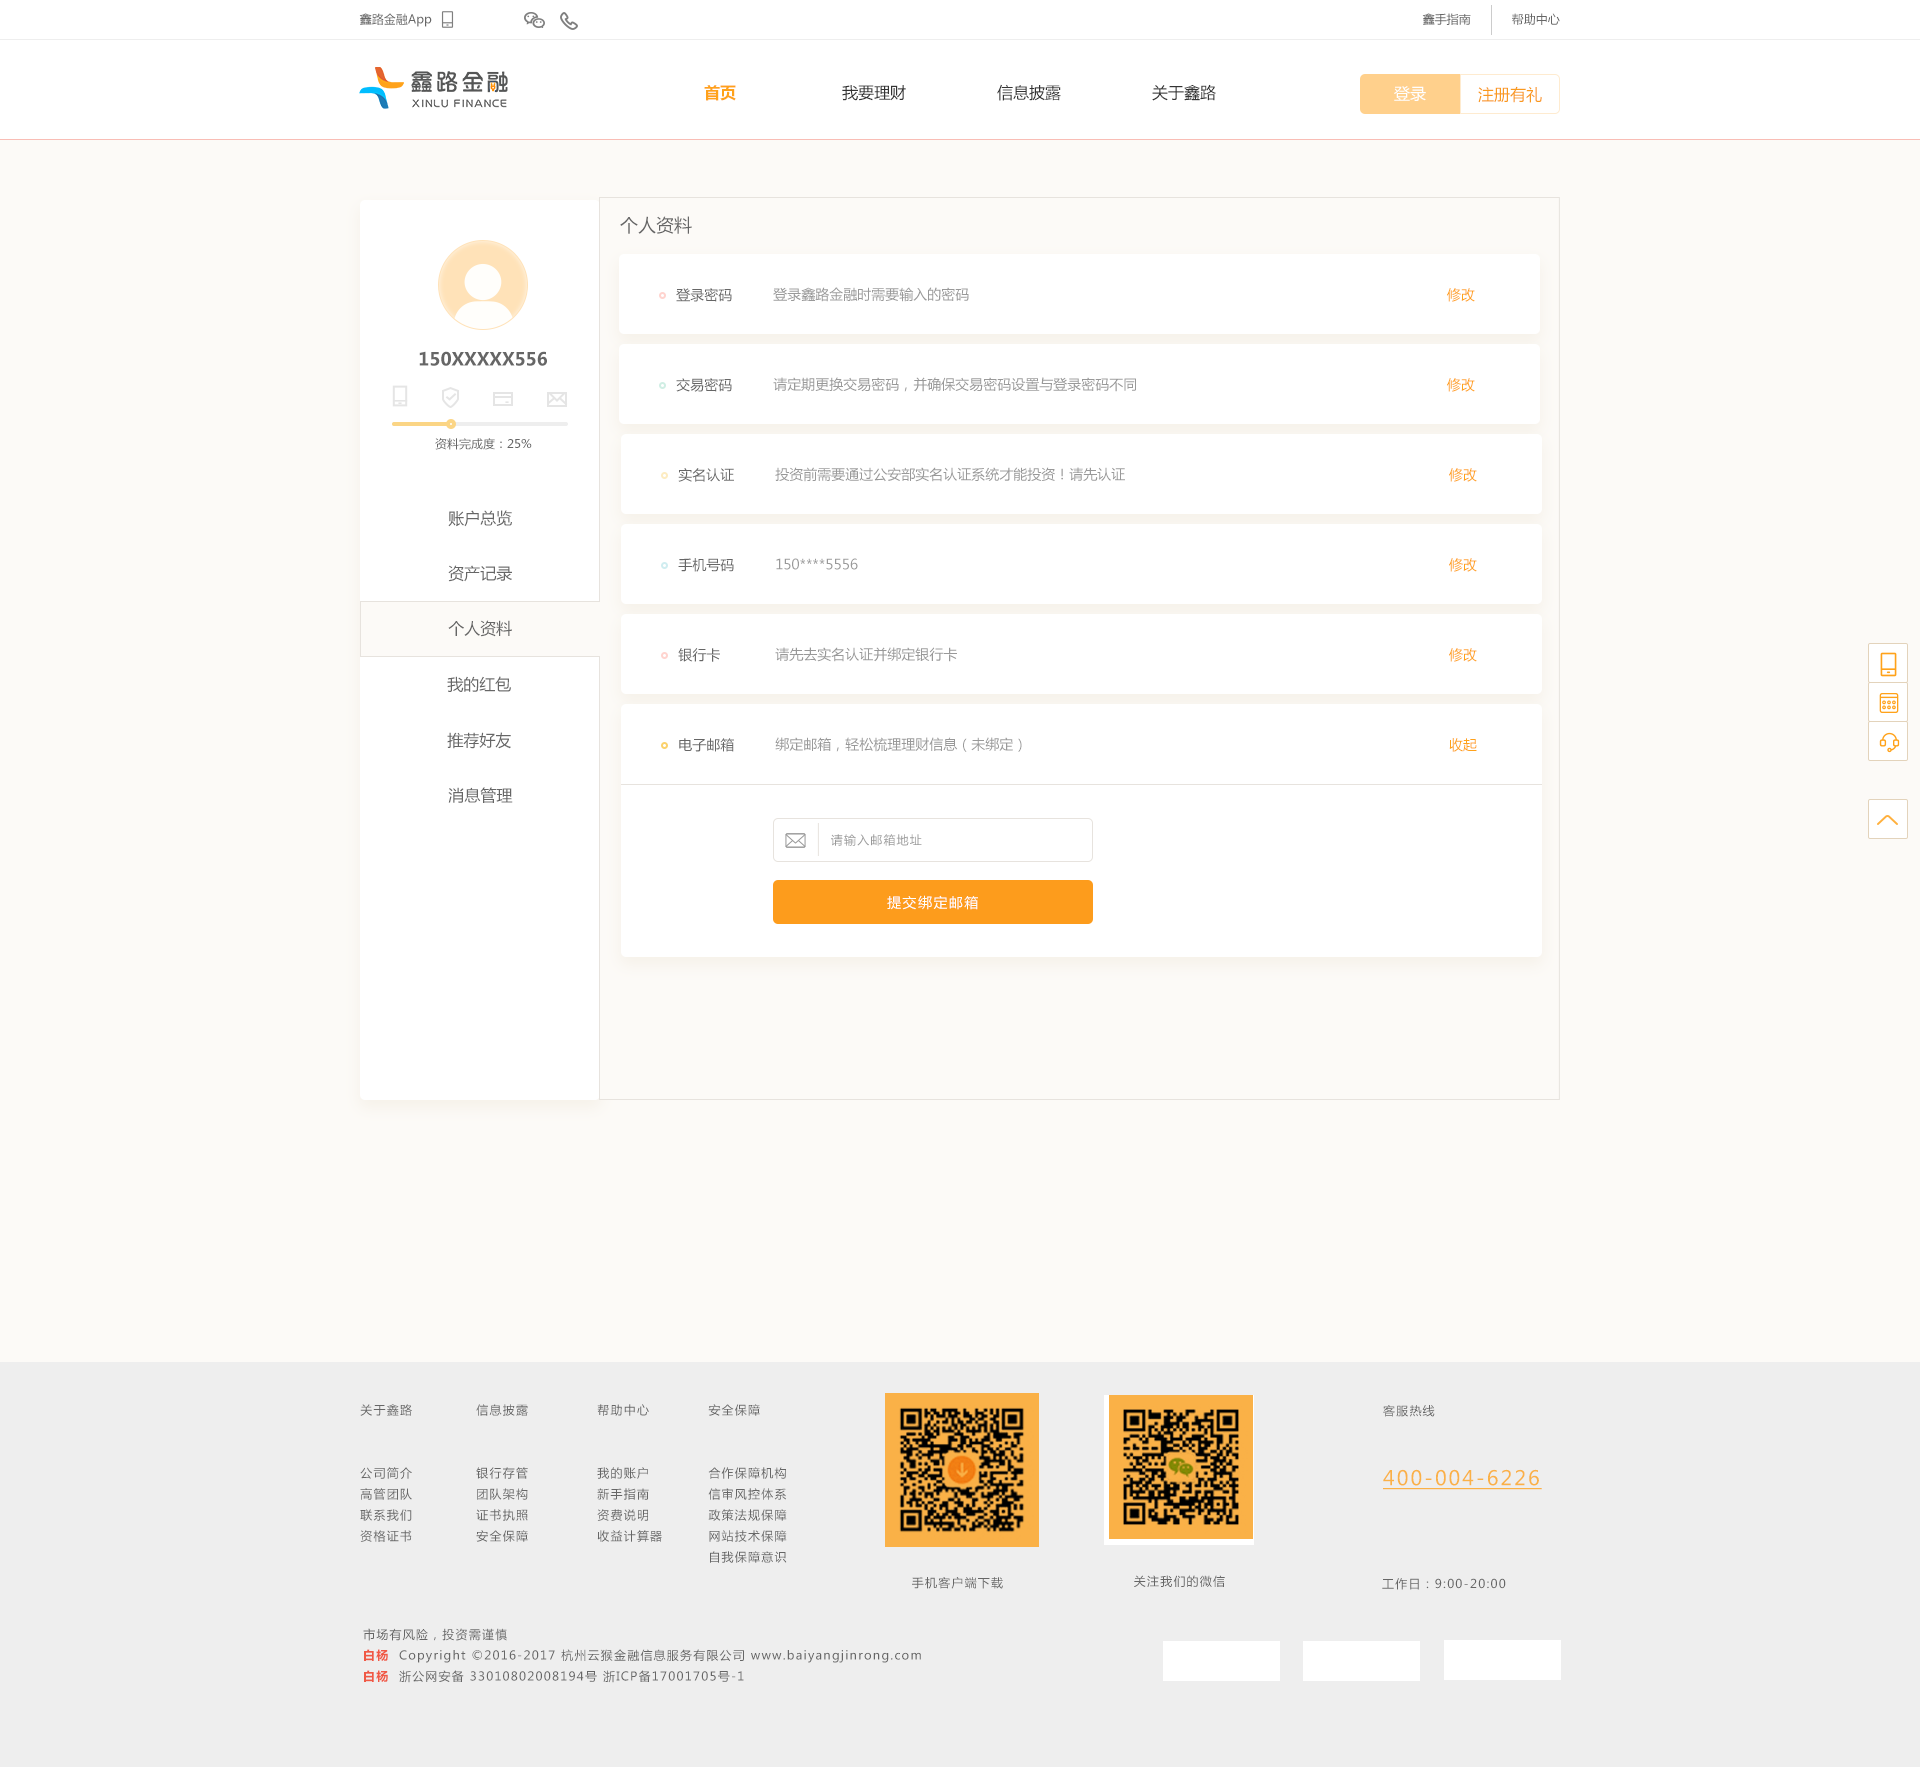 鑫路金融App
鑫手指南
帮助中心
鑫路金融
XINLU FINANCE
首页
我要理财
信息披露
关于鑫路
登录
注册有礼
150XXXXX556
资料完成度：25%
账户总览
资产记录
个人资料
我的红包
推荐好友
消息管理
个人资料
登录密码 登录鑫路金融时需要输入的密码 修改
交易密码 请定期更换交易密码，并确保交易密码设置与登录密码不同 修改
实名认证 投资前需要通过公安部实名认证系统才能投资！请先认证 修改
手机号码 150****5556 修改
银行卡 请先去实名认证并绑定银行卡 修改
电子邮箱 绑定邮箱，轻松梳理理财信息（未绑定） 收起
请输入邮箱地址
提交绑定邮箱
关于鑫路
公司简介
高管团队
联系我们
资格证书
信息披露
银行存管
团队架构
证书执照
安全保障
帮助中心
我的账户
新手指南
资费说明
收益计算器
安全保障
合作保障机构
信审风控体系
政策法规保障
网站技术保障
自我保障意识
手机客户端下载
关注我们的微信
客服热线
400-004-6226
工作日：9:00-20:00
市场有风险，投资需谨慎
白杨 Copyright ©2016-2017 杭州云猴金融信息服务有限公司 www.baiyangjinrong.com
白杨 浙公网安备 33010802008194号 浙ICP备17001705号-1